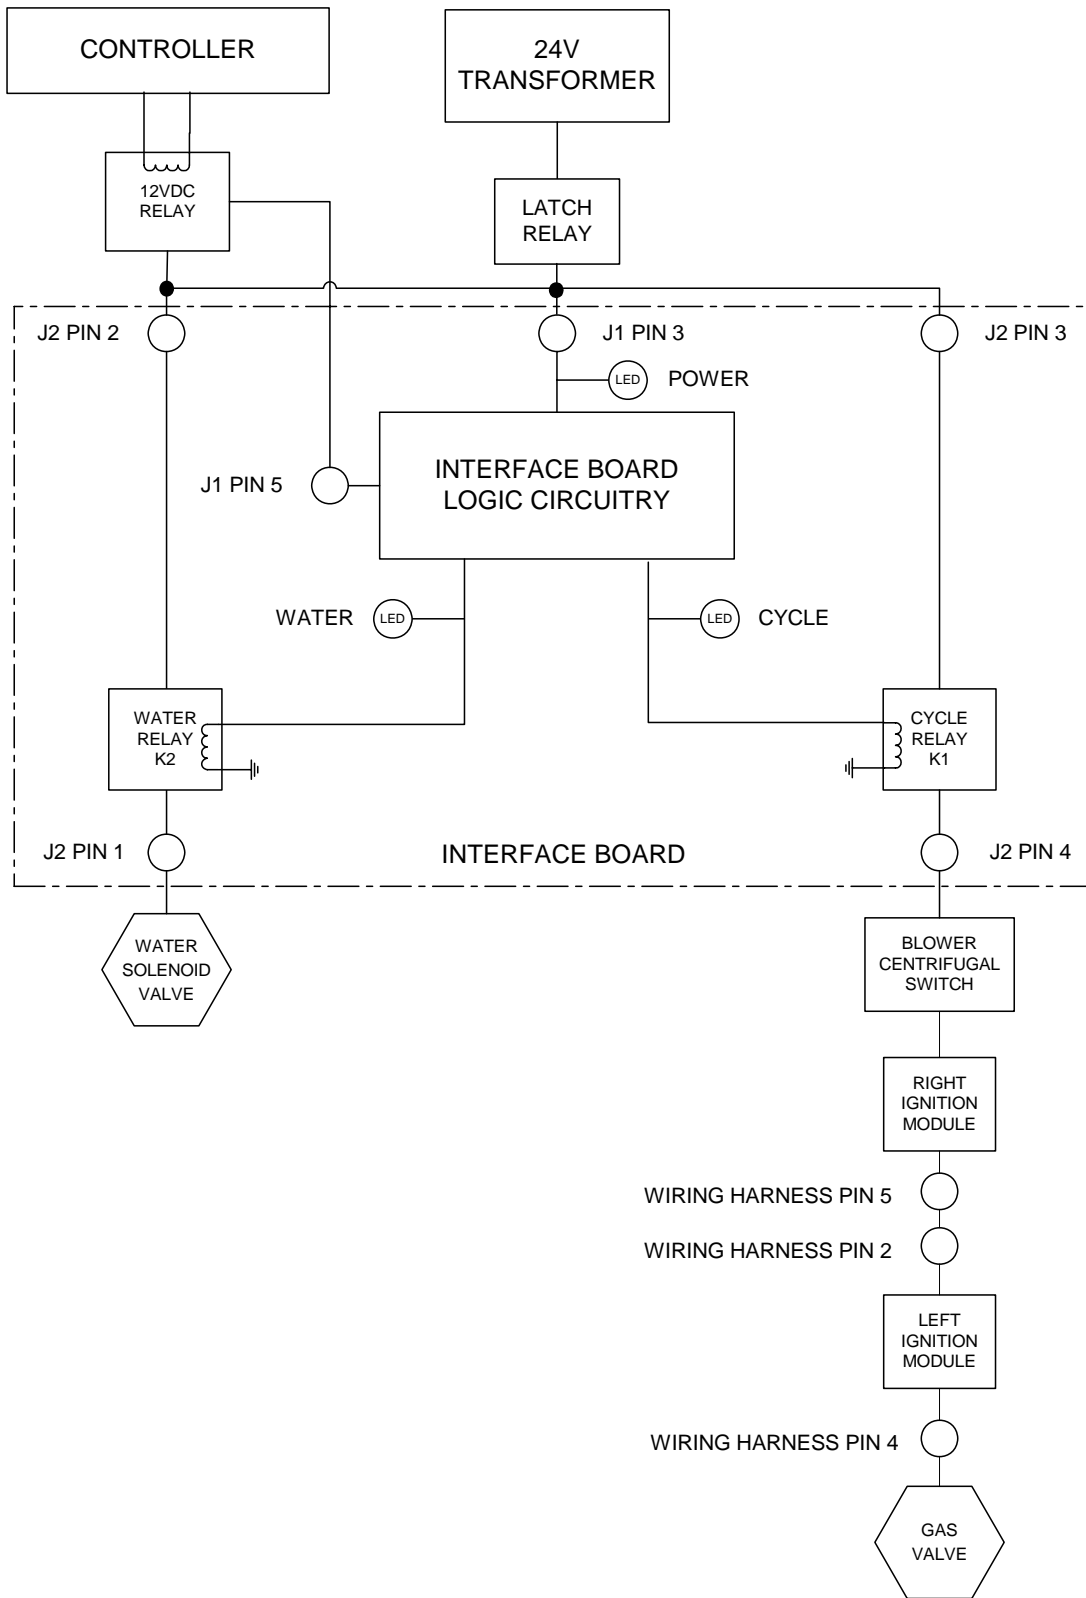 CONTROLLER
24V
TRANSFORMER
12VDC
RELAY
LATCH
RELAY
J2 PIN 2
J1 PIN 3
J2 PIN 3
LED
POWER
INTERFACE BOARD
LOGIC CIRCUITRY
J1 PIN 5
WATER
LED
LED
CYCLE
WATER
RELAY
K2
CYCLE
RELAY
K1
J2 PIN 1
INTERFACE BOARD
J2 PIN 4
WATER
SOLENOID
VALVE
BLOWER
CENTRIFUGAL
SWITCH
RIGHT
IGNITION
MODULE
WIRING HARNESS PIN 5
WIRING HARNESS PIN 2
LEFT
IGNITION
MODULE
WIRING HARNESS PIN 4
GAS
VALVE